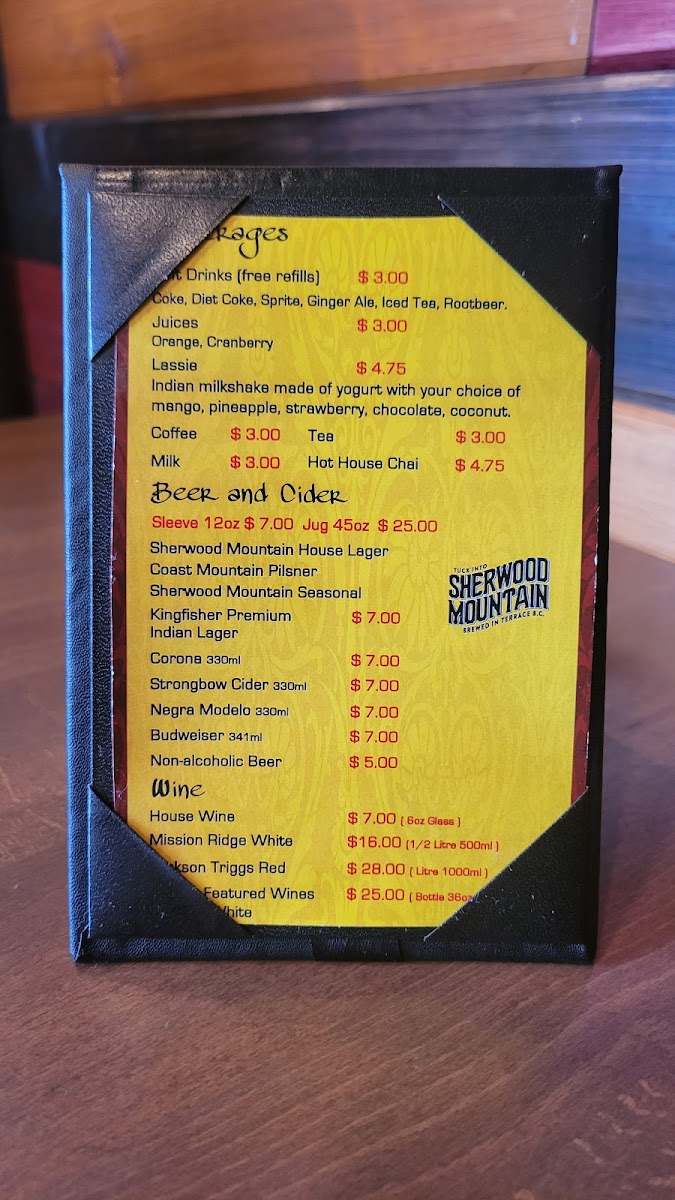 Drinks (free refills) $ 3.00
Coke, Diet Coke, Sprite, Ginger Ale, Iced Tea, Rootbeer.
Juices $ 3.00
Orange, Cranberry
Lassie $ 4.75
Indian milkshake made of yogurt with your choice of
mango, pineapple, strawberry, chocolate, coconut.
Coffee $ 3.00 Tea $ 3.00
Milk $ 3.00 Hot House Chai $ 4.75
Beer and Cider
Sleeve 12oz $ 7.00 Jug 45oz $ 25.00
Sherwood Mountain House Lager
Coast Mountain Pilsner
Sherwood Mountain Seasonal
TUCK INTO
SHERWOOD
MOUNTAIN
BREWED IN TERRACE B.C.
Kingfisher Premium $ 7.00
Indian Lager
Corona 330ml $ 7.00
Strongbow Cider 330ml $ 7.00
Negra Modelo 330ml $ 7.00
Budweiser 341ml $ 7.00
Non-alcoholic Beer $ 5.00
Wine
House Wine $ 7.00 ( 6oz Glass )
Mission Ridge White $16.00 (1/2 Litre 500ml )
Triggs Red $ 28.00 ( Litre 1000ml )
Featured Wines $ 25.00 ( Bottle